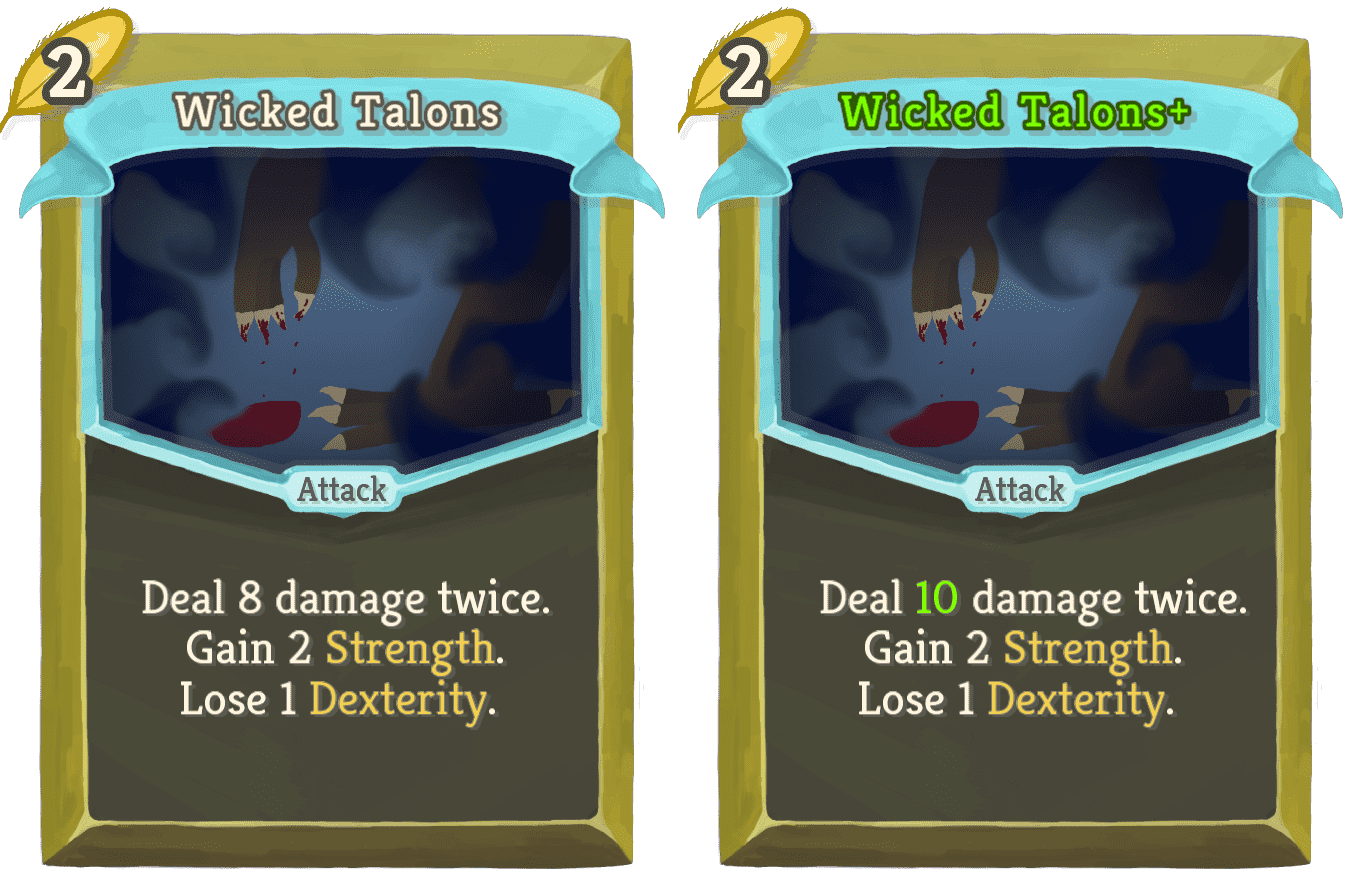 2
Wicked Talons
Attack
Deal 8 damage twice.
Gain 2 Strength.
Lose 1 Dexterity.
2
Wicked Talons+
Attack
Deal 10 damage twice.
Gain 2 Strength.
Lose 1 Dexterity.